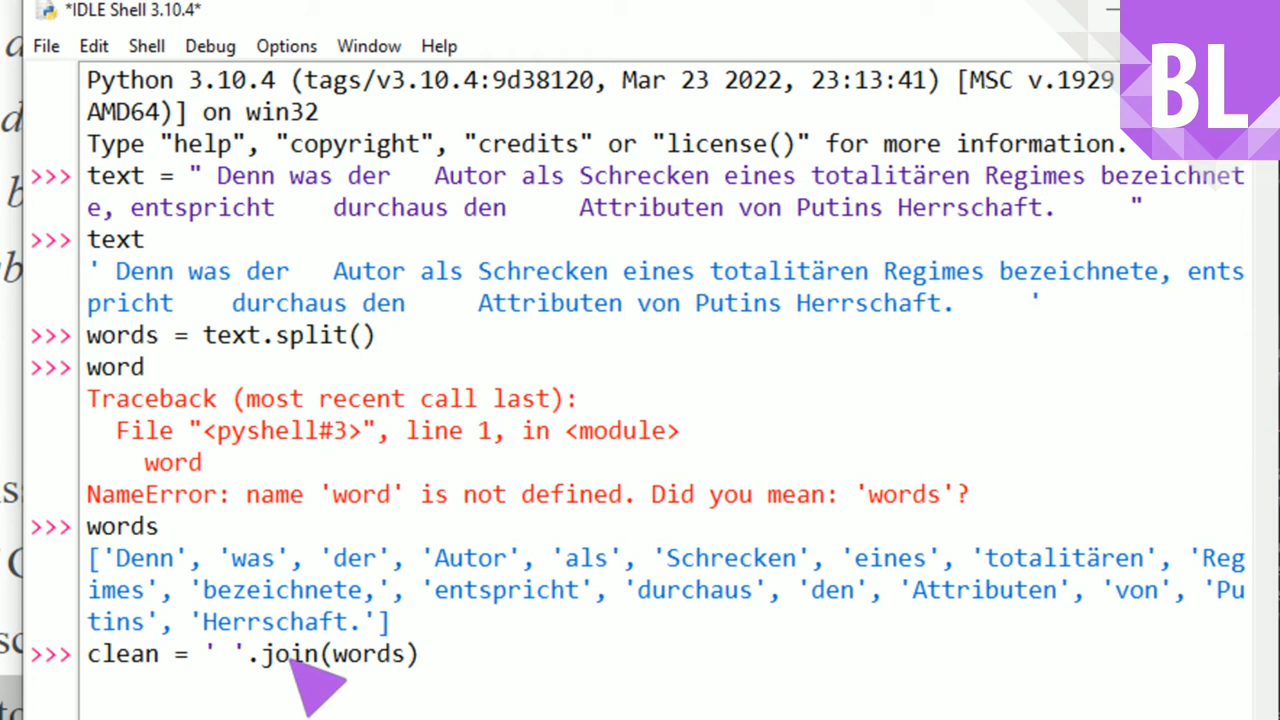 *IDLE Shell 3.10.4*
BL
File Edit Shell Debug Options Window Help
Python 3.10.4 (tags/v3.10.4:9d38120, Mar 23 2022, 23:13:41) [MSC v.1929
AMD64)] on win32
Type "help", "copyright", "credits" or "license()" for more information.
>>> text = " Denn was der   Autor als Schrecken eines totalitären Regimes bezeichnet
e, entspricht    durchaus den     Attributen von Putins Herrschaft.     "
>>> text
' Denn was der   Autor als Schrecken eines totalitären Regimes bezeichnete, ents
pricht    durchaus den     Attributen von Putins Herrschaft.     '
>>> words = text.split()
>>> word
Traceback (most recent call last):
  File "<pyshell#3>", line 1, in <module>
    word
NameError: name 'word' is not defined. Did you mean: 'words'?
>>> words
['Denn', 'was', 'der', 'Autor', 'als', 'Schrecken', 'eines', 'totalitären', 'Reg
imes', 'bezeichnete,', 'entspricht', 'durchaus', 'den', 'Attributen', 'von', 'Pu
tins', 'Herrschaft.']
>>> clean = ' '.join(words)